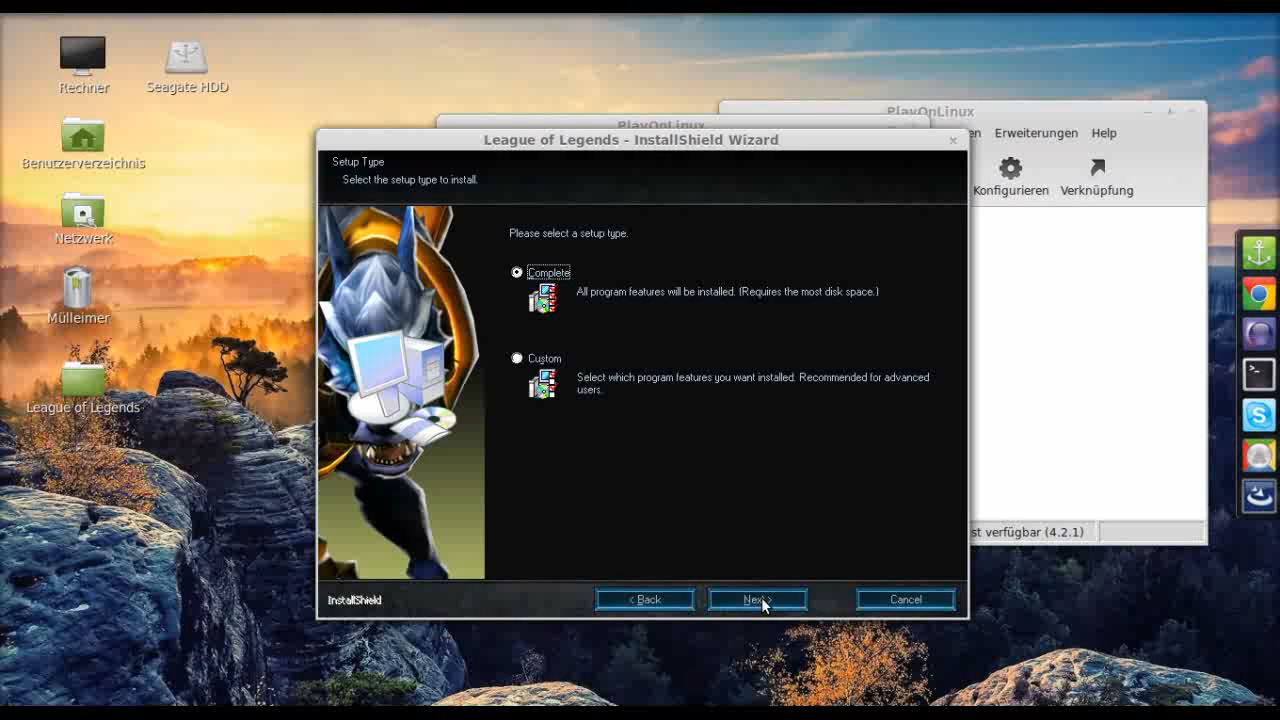 Rechner
Seagate HDD
Benutzerverzeichnis
Netzwerk
Mülleimer
League of Legends
PlayOnLinux
PlayOnLinux
en Erweiterungen Help
Konfigurieren Verknüpfung
st verfügbar (4.2.1)
League of Legends - InstallShield Wizard
Setup Type
Select the setup type to install.
Please select a setup type.
Complete
All program features will be installed. (Requires the most disk space.)
Custom
Select which program features you want installed. Recommended for advanced
users.
InstallShield
< Back
Next >
Cancel